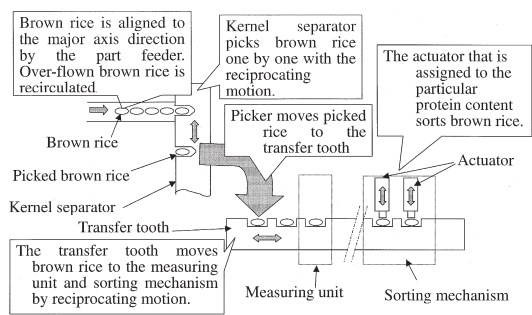 Brown rice is aligned to
the major axis direction
by the part feeder.
Over-flown brown rice is
recirculated
Kernel separator
picks brown rice
one by one with the
reciprocating
motion.
The actuator that is
assigned to the
particular
protein content
sorts brown rice.
Brown rice
Picker moves picked
rice to the
transfer tooth
Actuator
Picked brown rice
Kernel separator
Transfer tooth
The transfer tooth moves
brown rice to the measuring
unit and sorting mechanism
by reciprocating motion.
Measuring unit
Sorting mechanism